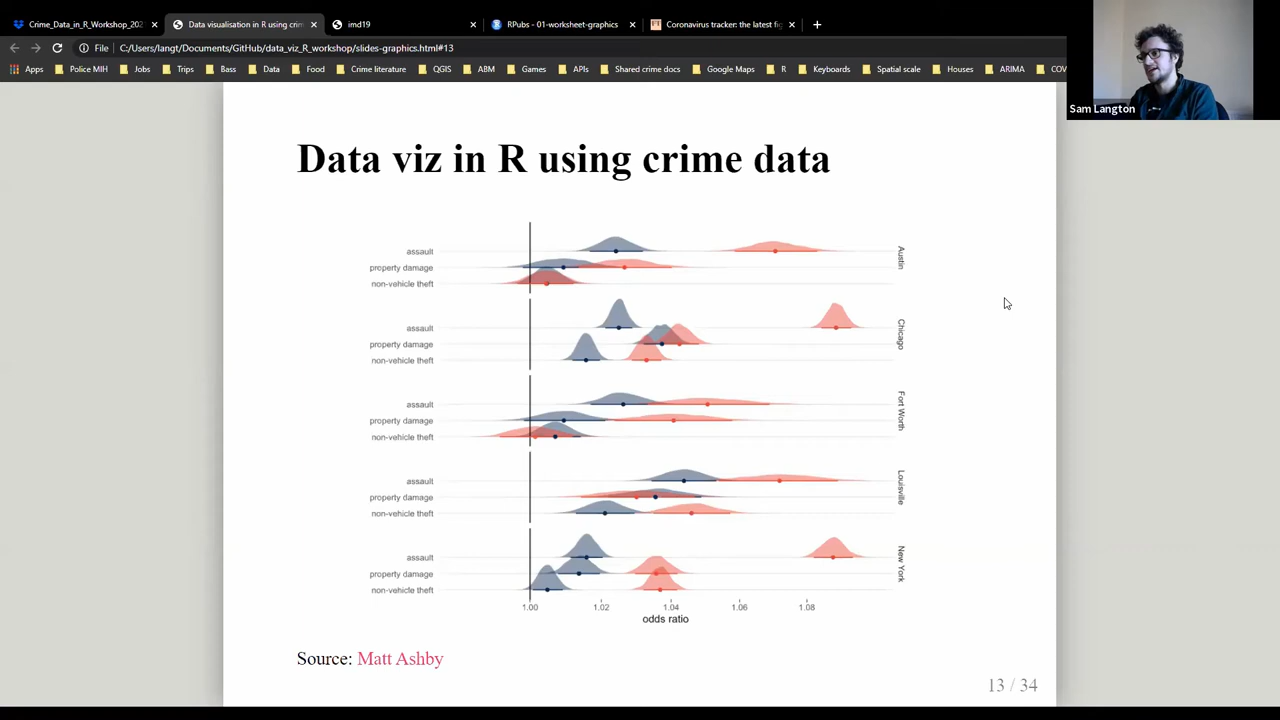 Crime_Data_in_R_Workshop_202
Data visualisation in R using crim
imd19
RPubs - 01-worksheet-graphics
Coronavirus tracker: the latest fig
File
C:/Users/langt/Documents/GitHub/data_viz_R_workshop/slides-graphics.html#13
Apps
Police MIH
Jobs
Trips
Bass
Data
Food
Crime literature
QGIS
ABM
Games
APIs
Shared crime docs
Google Maps
R
Keyboards
Spatial scale
Houses
ARIMA
COV
Sam Langton
Data viz in R using crime data
assault
property damage
non-vehicle theft
Austin
assault
property damage
non-vehicle theft
Chicago
assault
property damage
non-vehicle theft
Fort Worth
assault
property damage
non-vehicle theft
Louisville
assault
property damage
non-vehicle theft
New York
1.00 1.02 1.04 1.06 1.08
odds ratio
Source: Matt Ashby
13 / 34